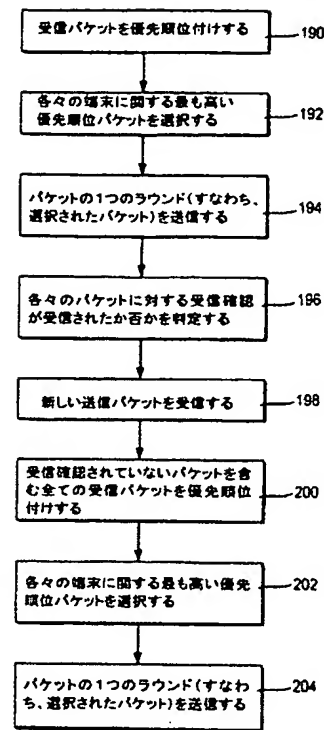 受信パケットを優先順位付けする
190
各々の端末に関する最も高い
優先順位パケットを選択する
192
パケットの1つのラウンド(すなわち、
選択されたパケット)を送信する
194
各々のパケットに対する受信確認
が受信されたか否かを判定する
196
新しい送信パケットを受信する
198
受信確認されていないパケットを含
む全ての受信パケットを優先順位
付けする
200
各々の端末に関する最も高い優先
順位パケットを選択する
202
パケットの1つのラウンド(すなわ
ち、選択されたパケット)を送信する
204